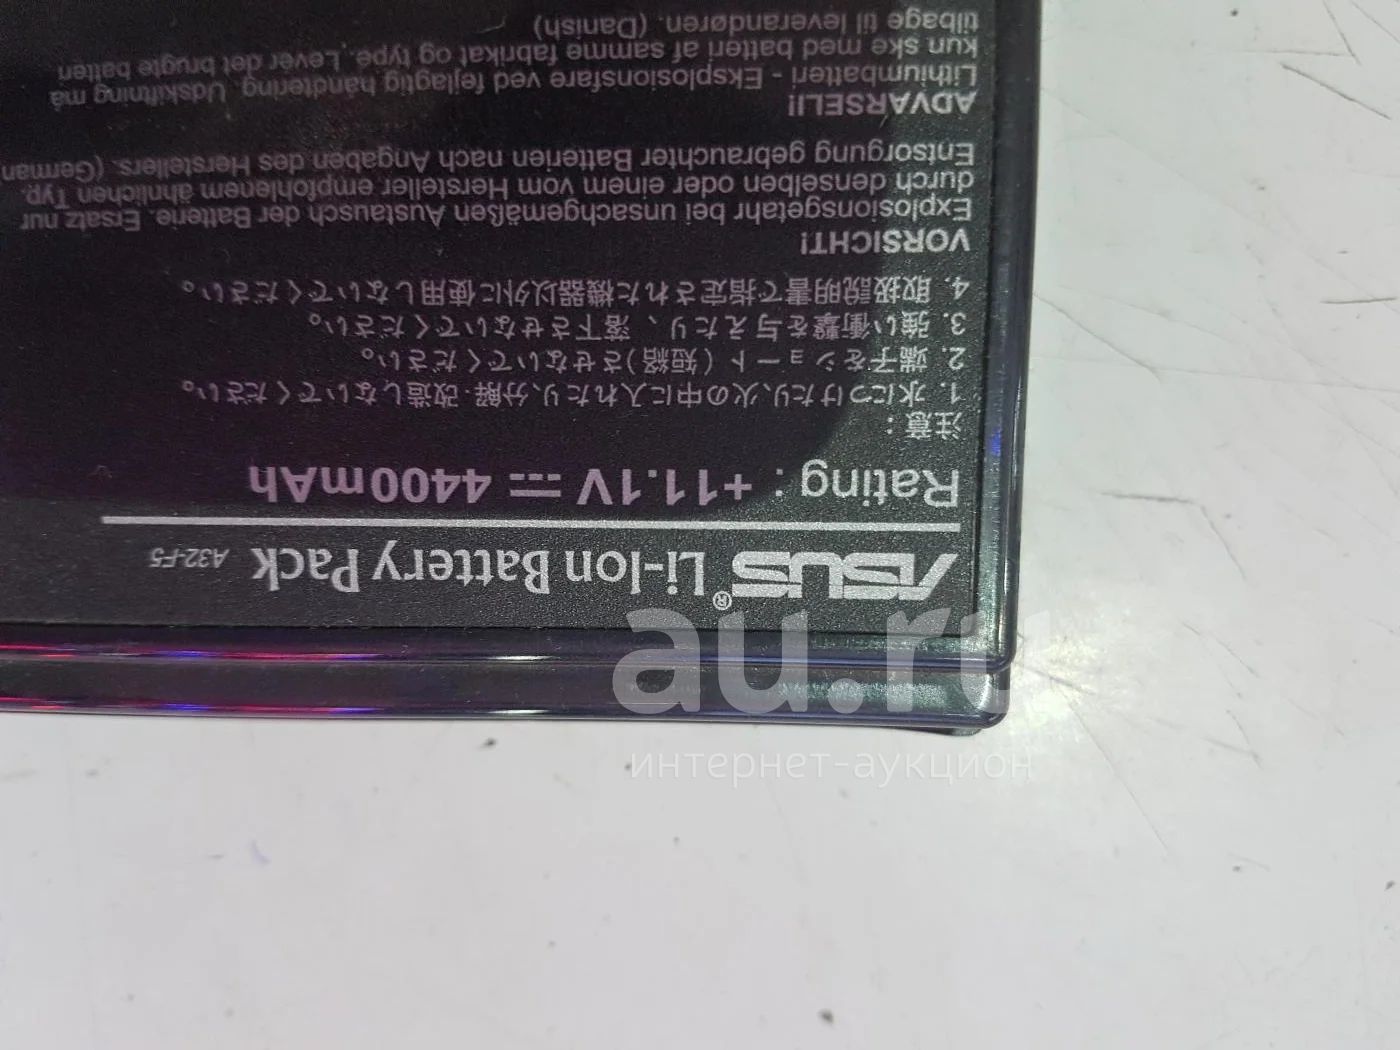 ASUS® Li-Ion Battery Pack A32-F5
Rating : +11.1V ⎓ 4400mAh
注意：
1. 水につけたり、火の中に入れたり、分解・改造しないでください。
2. 端子をショート (短絡)させないでください。
3. 強い衝撃を与えたり、落下させないでください。
4. 取扱説明書で指定された機器以外に使用しないでください。
VORSICHT!
Explosionsgefahr bei unsachgemäßen Austausch der Batterie. Ersatz nur
durch denselben oder einem vom Hersteller empfohlenem ähnlichen Typ.
Entsorgung gebrauchter Batterien nach Angaben des Herstellers. (German
ADVARSEL!!
Lithiumbatteri - Eksplosionsfare ved fejlagtig håndtering. Udskiftning må
kun ske med batteri af samme fabrikat og type. Lever det brugte batteri
tilbage til leverandøren. (Danish)
au.ru
интернет-аукцион